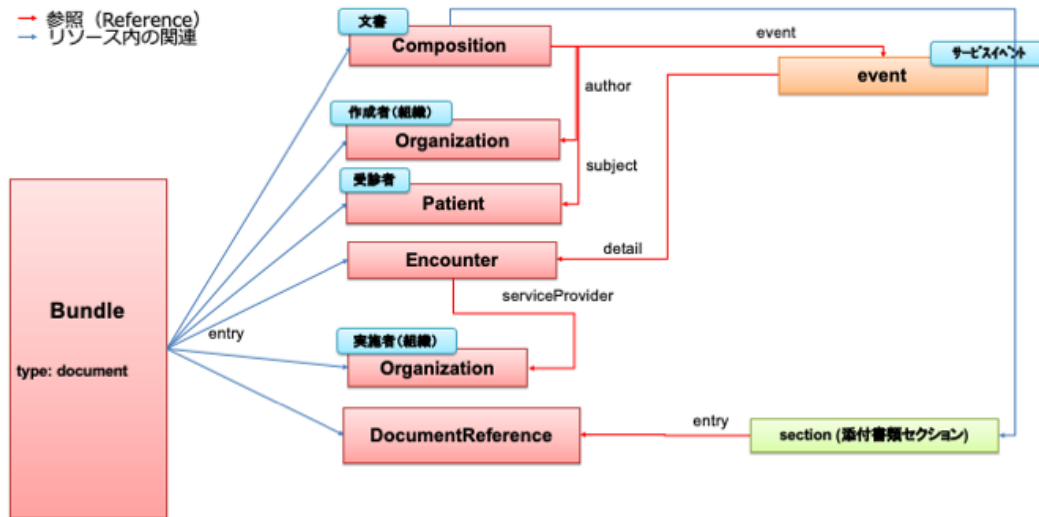 参照（Reference）
リソース内の関連
文書
Composition
event
サービスイベント
event
author
作成者（組織）
Organization
subject
受診者
Patient
Encounter
detail
serviceProvider
Bundle
type: document
entry
実施者（組織）
Organization
DocumentReference
entry
section (添付書類セクション)